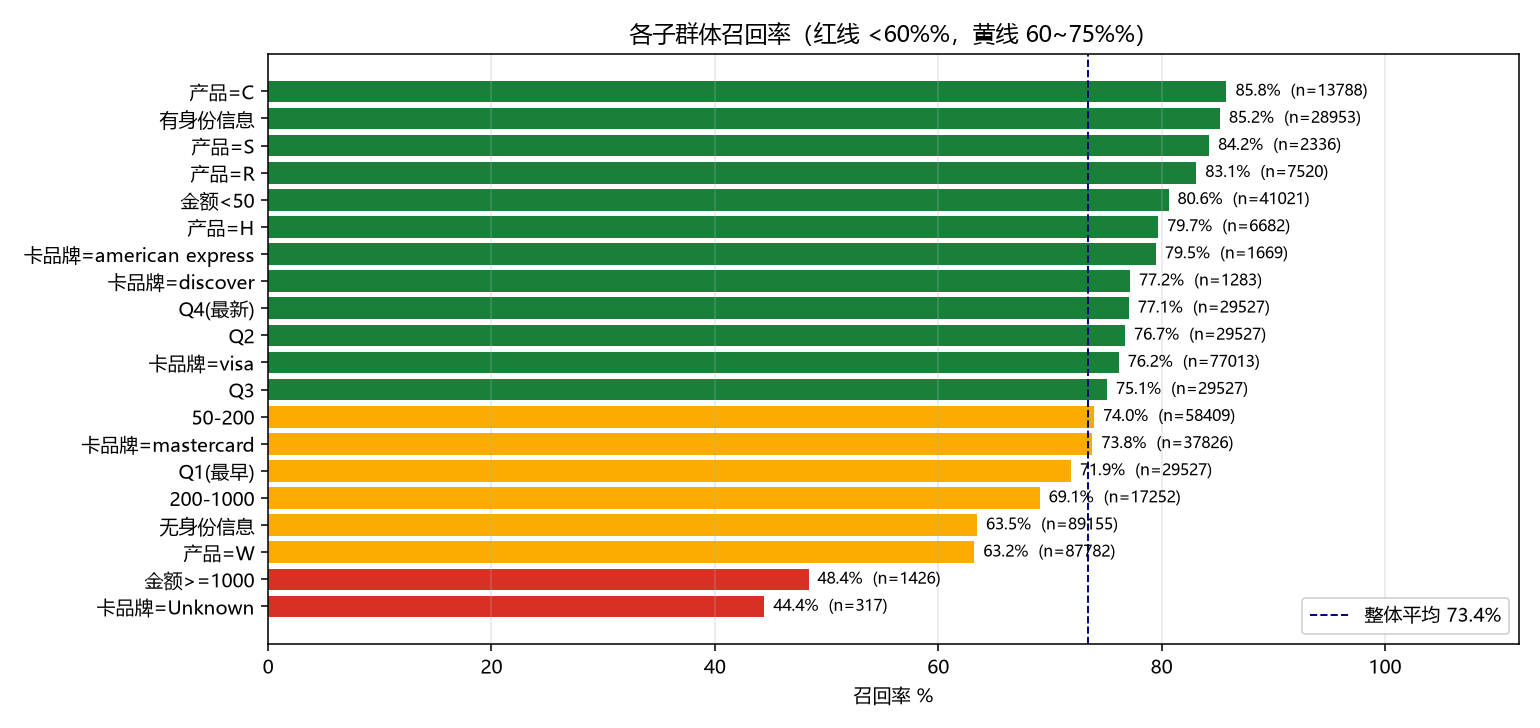 各子群体召回率（红线 <60%%，黄线 60~75%%）
产品=C 85.8% (n=13788)
有身份信息 85.2% (n=28953)
产品=S 84.2% (n=2336)
产品=R 83.1% (n=7520)
金额<50 80.6% (n=41021)
产品=H 79.7% (n=6682)
卡品牌=american express 79.5% (n=1669)
卡品牌=discover 77.2% (n=1283)
Q4(最新) 77.1% (n=29527)
Q2 76.7% (n=29527)
卡品牌=visa 76.2% (n=77013)
Q3 75.1% (n=29527)
50-200 74.0% (n=58409)
卡品牌=mastercard 73.8% (n=37826)
Q1(最早) 71.9% (n=29527)
200-1000 69.1% (n=17252)
无身份信息 63.5% (n=89155)
产品=W 63.2% (n=87782)
金额>=1000 48.4% (n=1426)
卡品牌=Unknown 44.4% (n=317)
整体平均 73.4%
0 20 40 60 80 100
召回率 %